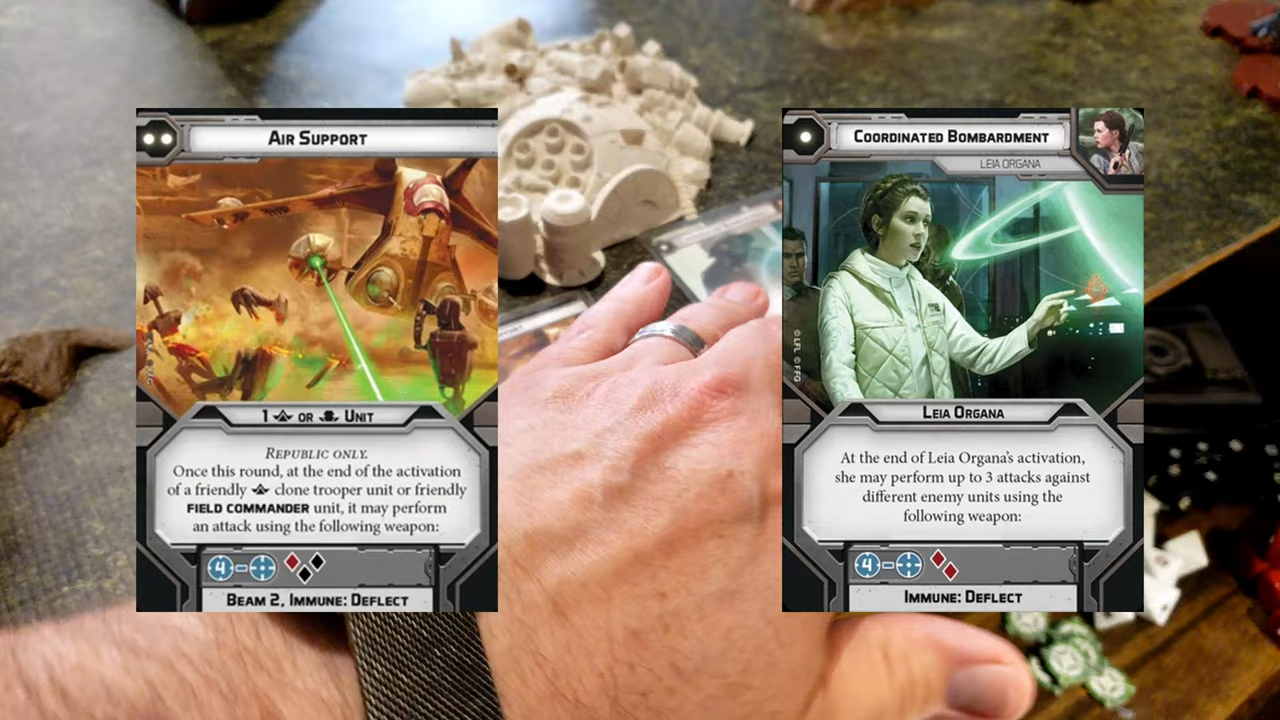 Air Support
1 or Unit
Republic only.
Once this round, at the end of the activation
of a friendly clone trooper unit or friendly
FIELD COMMANDER unit, it may perform
an attack using the following weapon:
4 -
Beam 2, Immune: Deflect
Coordinated Bombardment
LEIA ORGANA
© LFL © FFG
Leia Organa
At the end of Leia Organa's activation,
she may perform up to 3 attacks against
different enemy units using the
following weapon:
4 -
Immune: Deflect